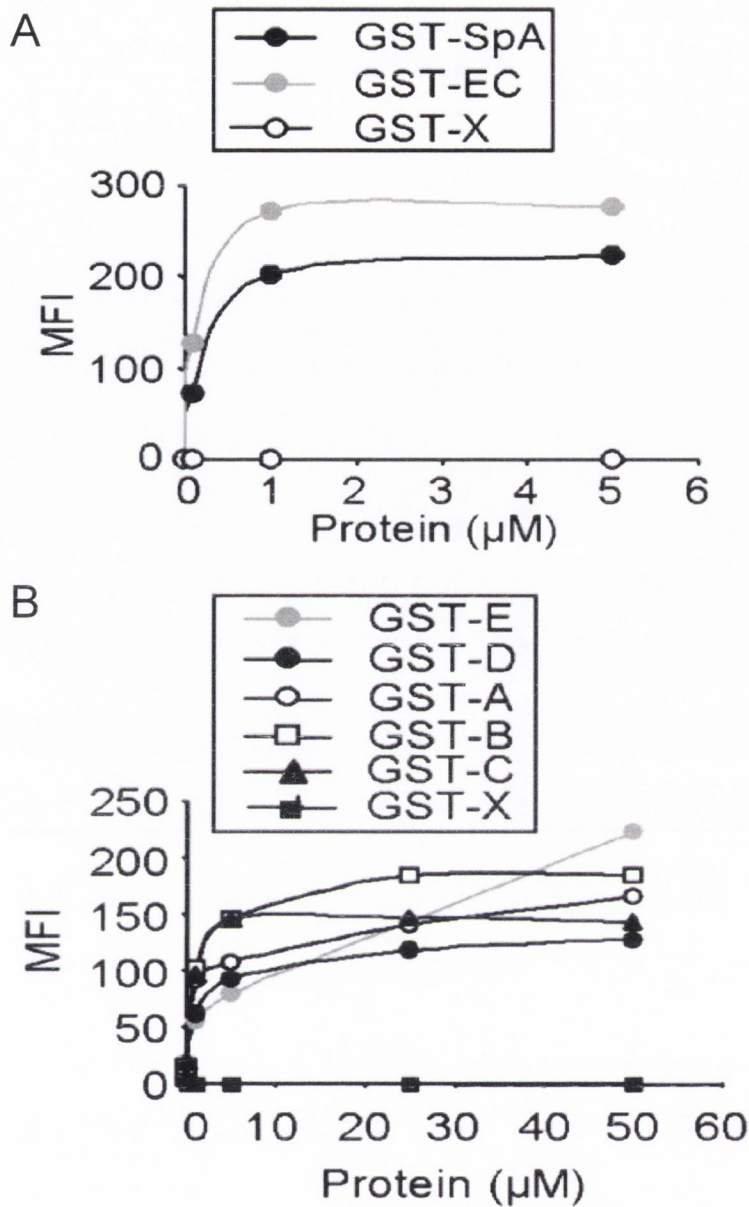 A
GST-SpA
GST-EC
GST-X
300
200
100
0
MFI
0 1 2 3 4 5 6
Protein (µM)
B
GST-E
GST-D
GST-A
GST-B
GST-C
GST-X
250
200
150
100
50
0
MFI
0 10 20 30 40 50 60
Protein (µM)